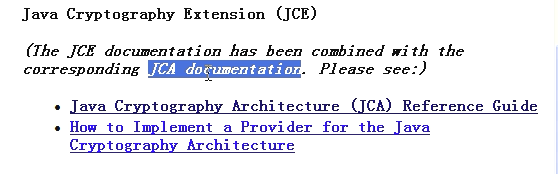 Java Cryptography Extension (JCE)
(The JCE documentation has been combined with the
corresponding JCA documentation. Please see:)
• Java Cryptography Architecture (JCA) Reference Guide
• How to Implement a Provider for the Java
Cryptography Architecture